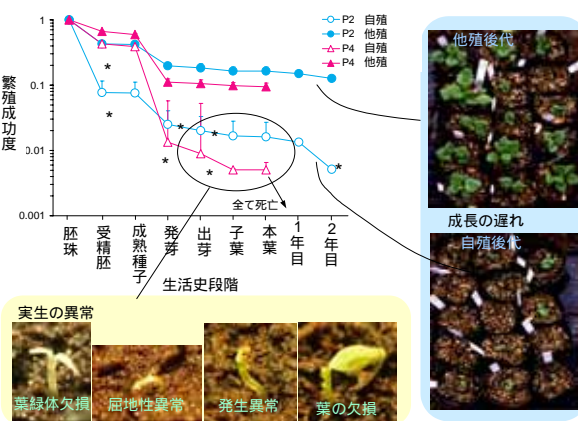 P2 自殖
P2 他殖
P4 自殖
P4 他殖
繁殖成功度
1
0.1
0.01
0.001
*
*
*
*
*
*
*
全て死亡
胚珠
受精胚
成熟種子
発芽
出芽
子葉
本葉
1年目
2年目
生活史段階
他殖後代
成長の遅れ
自殖後代
実生の異常
葉緑体欠損
屈地性異常
発生異常
葉の欠損